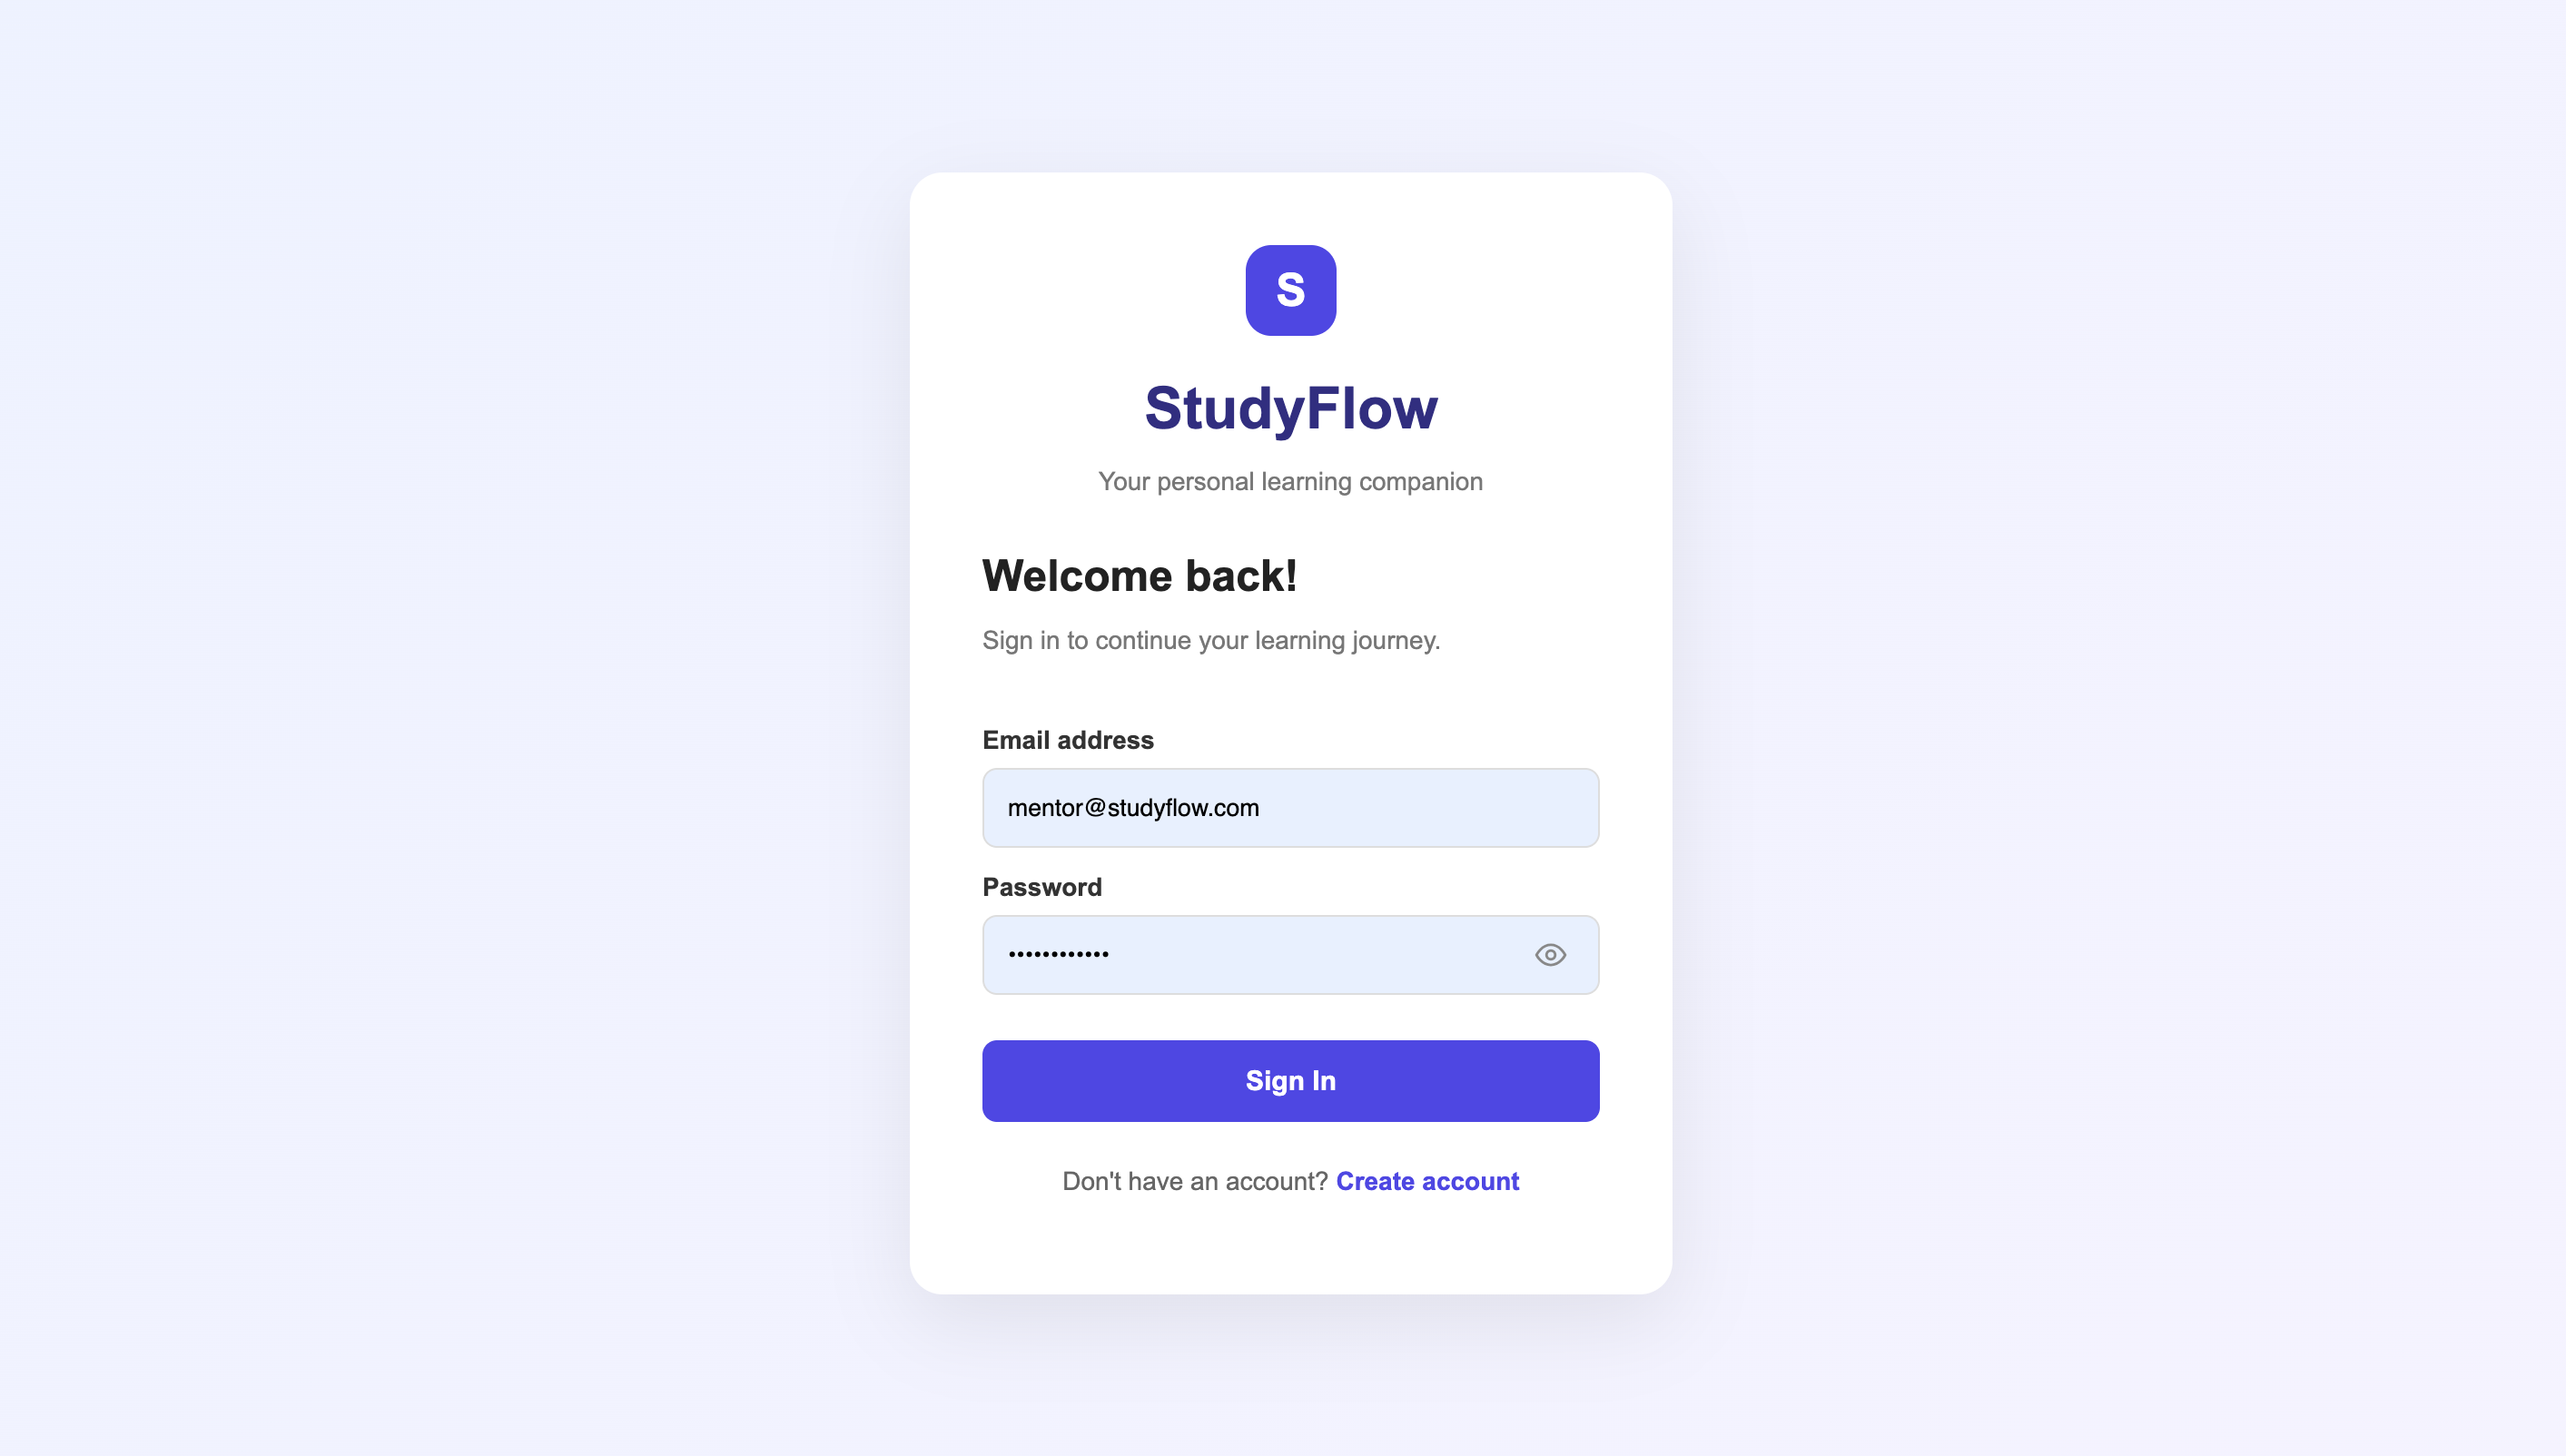 S
StudyFlow
Your personal learning companion
Welcome back!
Sign in to continue your learning journey.
Email address
mentor@studyflow.com
Password
••••••••••••
Sign In
Don't have an account? Create account